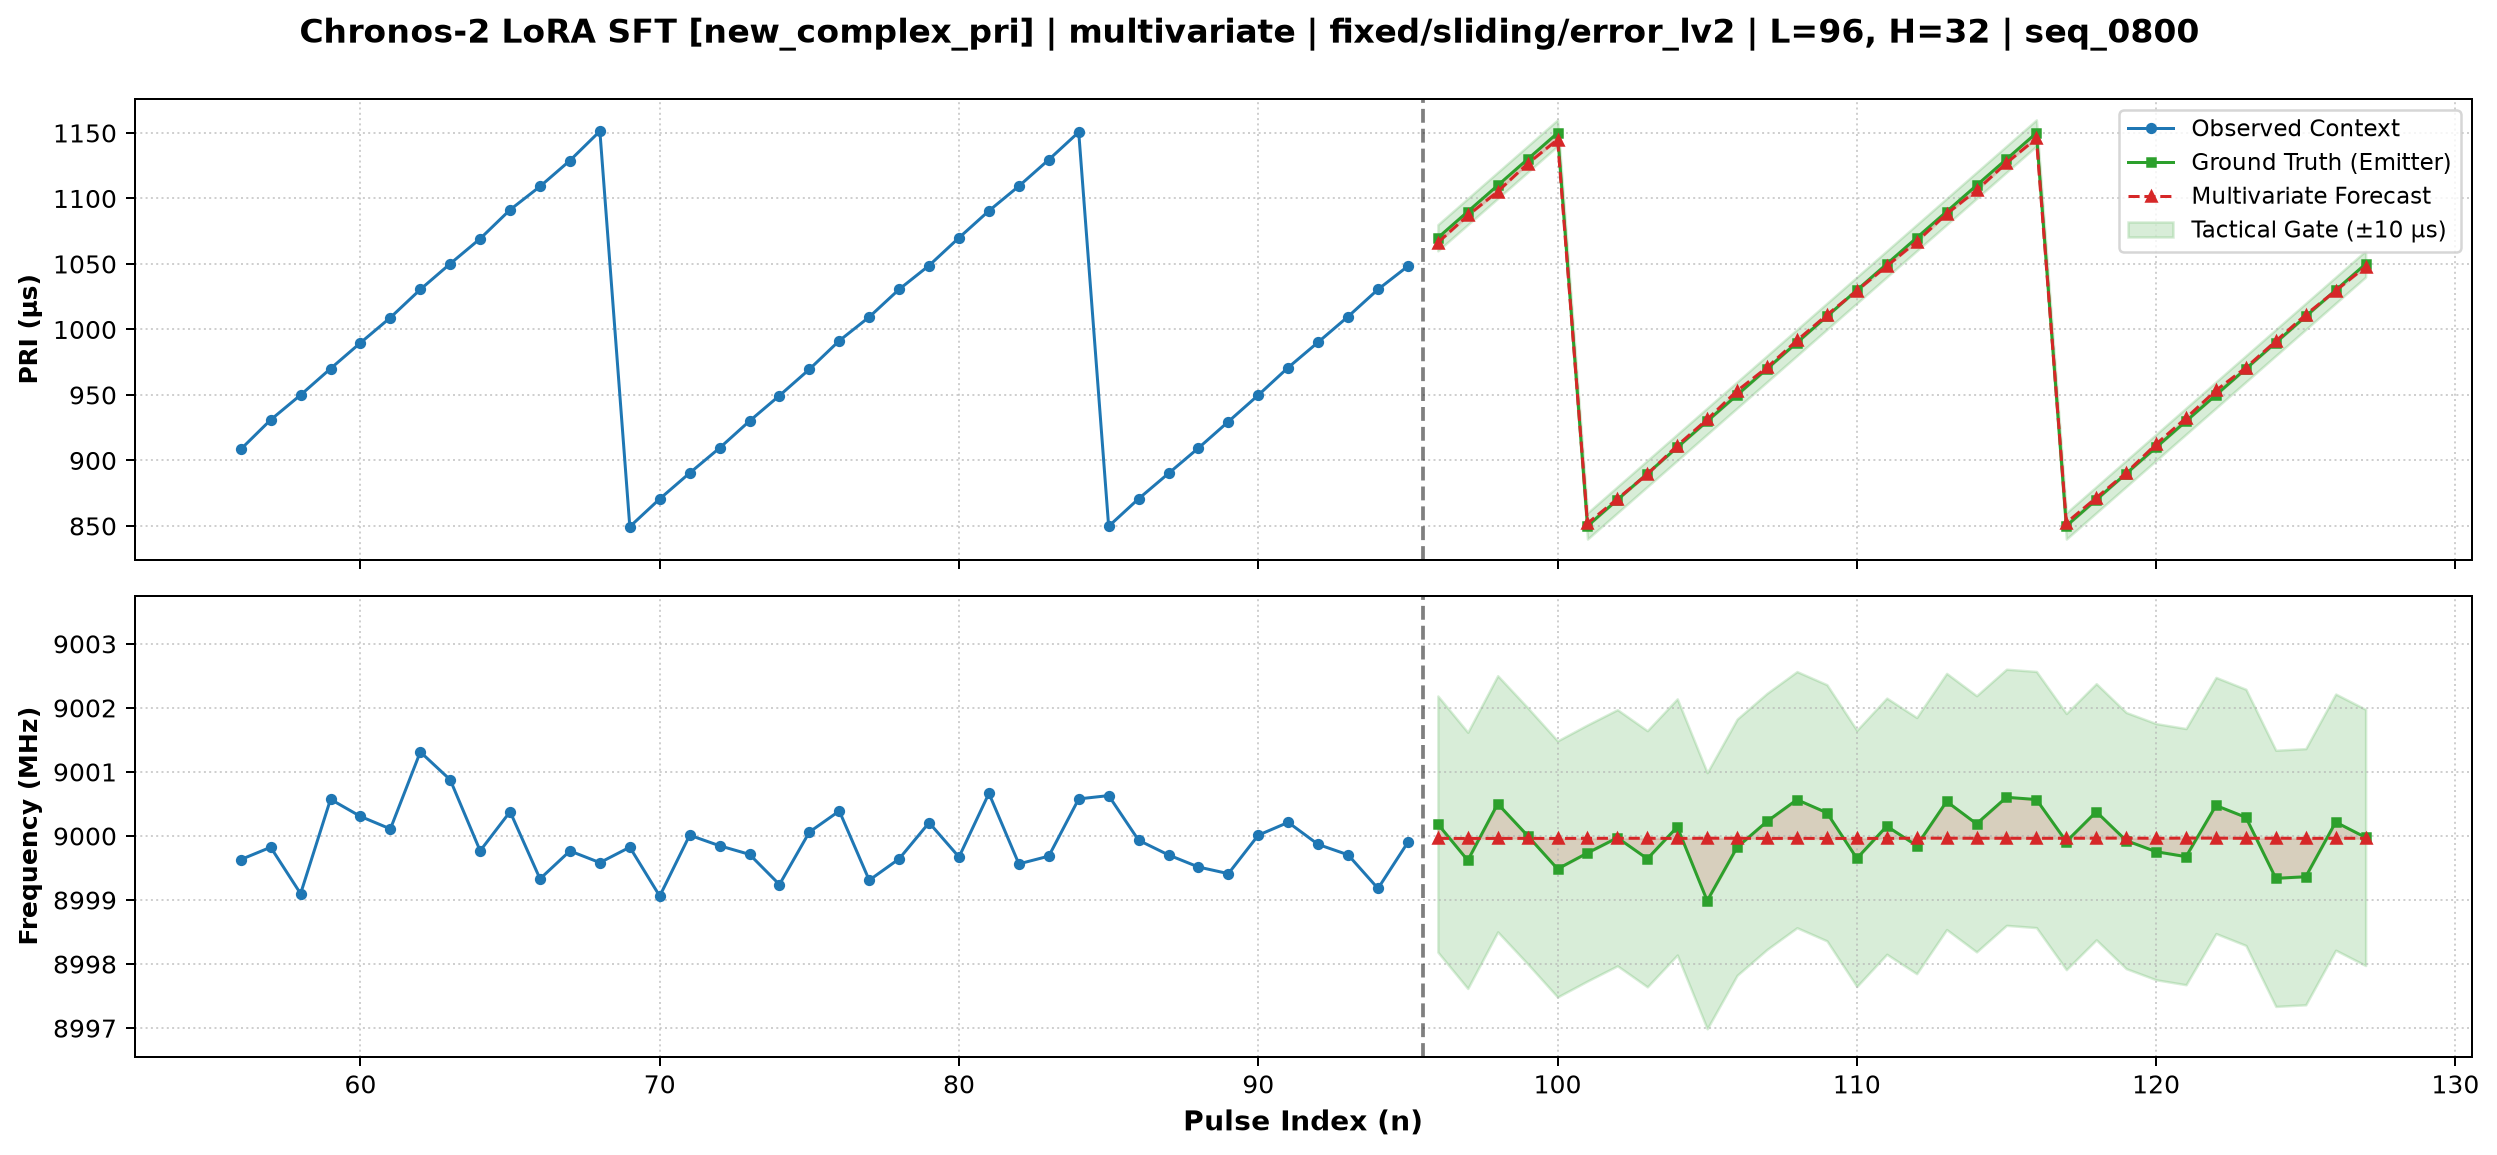 Chronos-2 LoRA SFT [new_complex_pri] | multivariate | fixed/sliding/error_lv2 | L=96, H=32 | seq_0800
PRI (µs)
1150
1100
1050
1000
950
900
850
Observed Context
Ground Truth (Emitter)
Multivariate Forecast
Tactical Gate (±10 µs)
Frequency (MHz)
9003
9002
9001
9000
8999
8998
8997
60 70 80 90 100 110 120 130
Pulse Index (n)